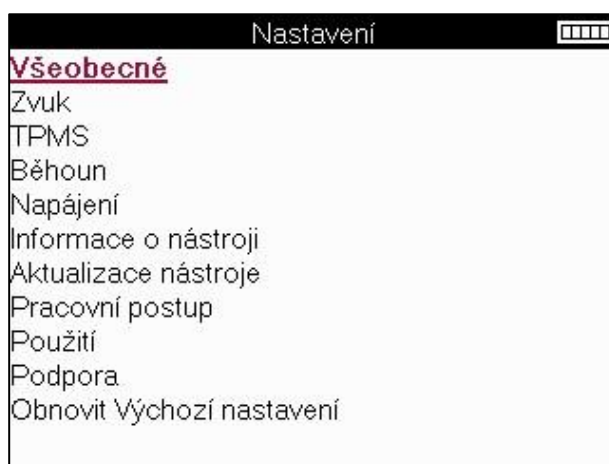 Nastavení
Všeobecné
Zvuk
TPMS
Běhoun
Napájení
Informace o nástroji
Aktualizace nástroje
Pracovní postup
Použití
Podpora
Obnovit Výchozí nastavení